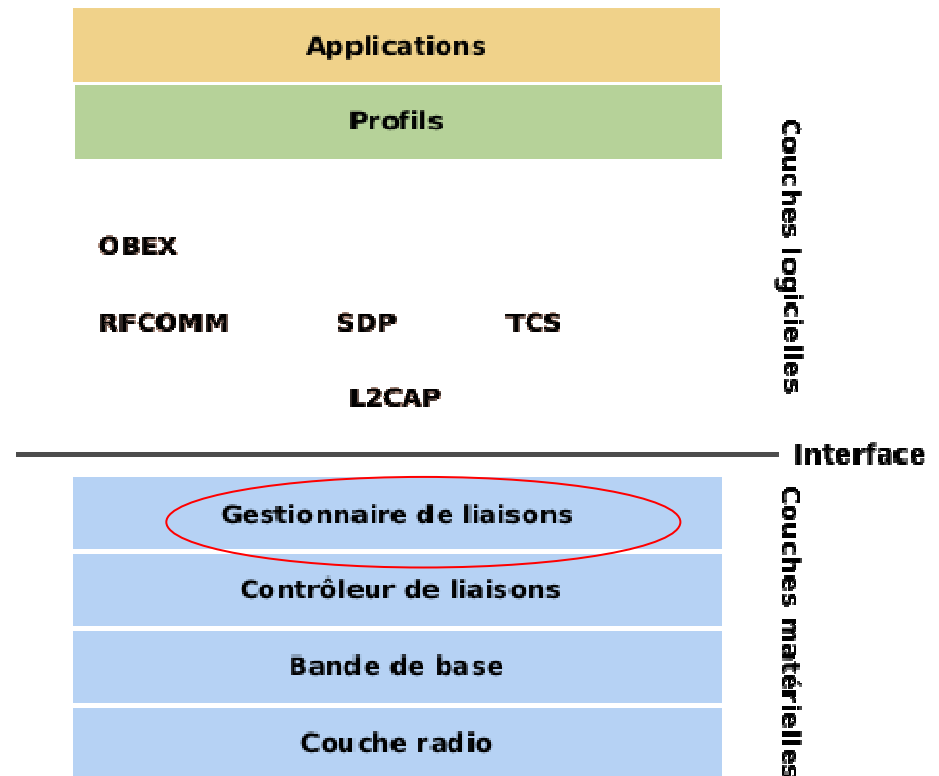 Applications
Profils
Couches logicielles
OBEX
RFCOMM SDP TCS
L2CAP
Interface
Gestionnaire de liaisons
Contrôleur de liaisons
Bande de base
Couche radio
Couches matérielles